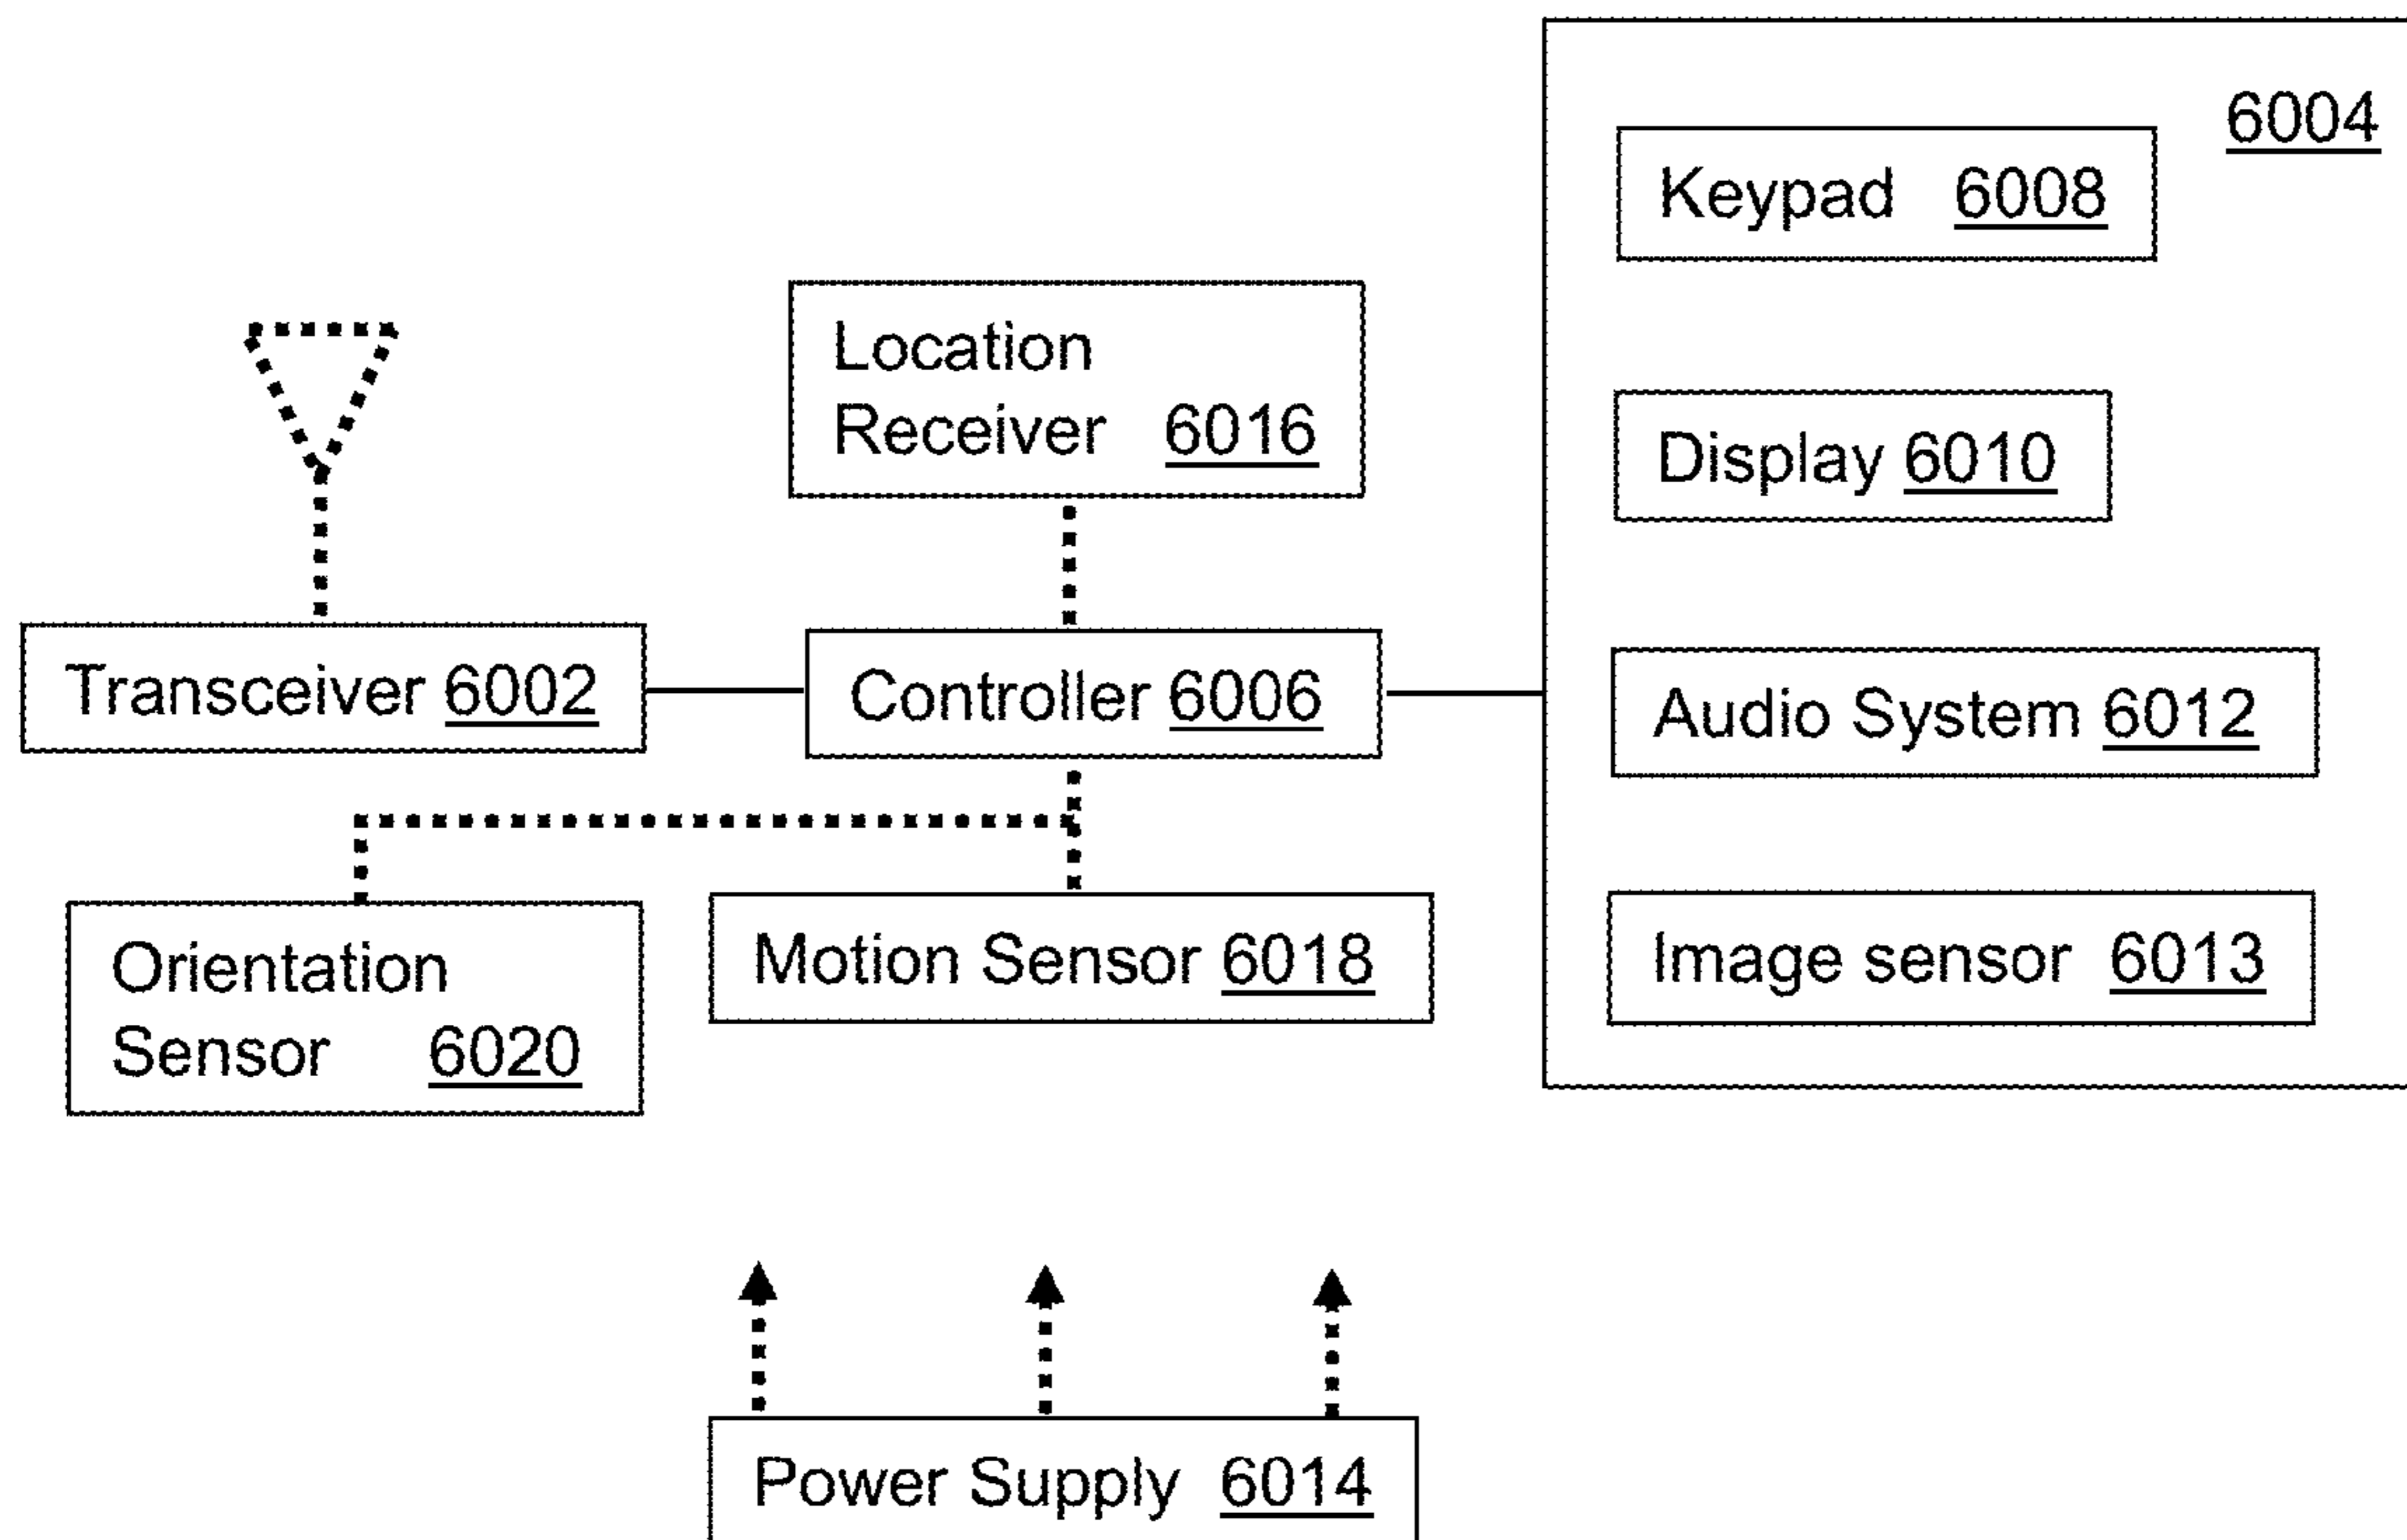 6004
Keypad 6008
Location
Receiver 6016
Display 6010
Transceiver 6002
Controller 6006
Audio System 6012
Orientation
Sensor 6020
Motion Sensor 6018
Image sensor 6013
Power Supply 6014